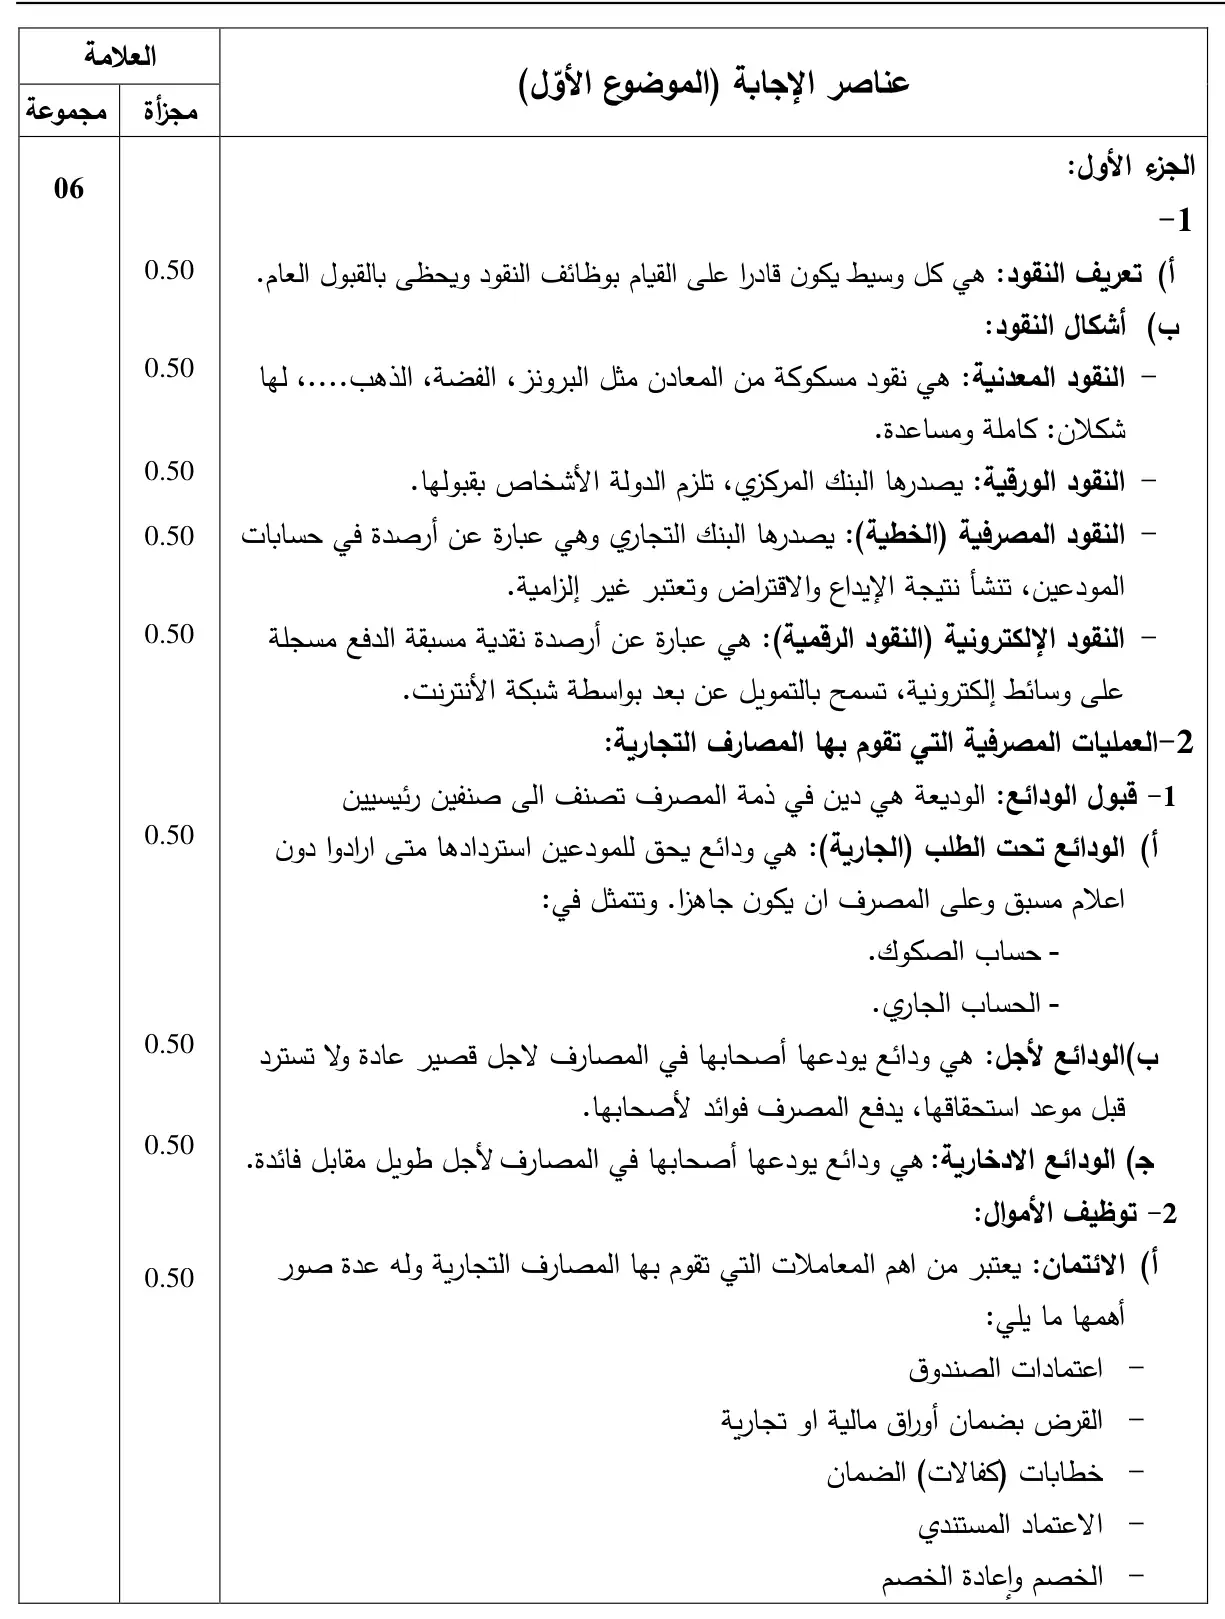 العلامة
عناصر الإجابة (الموضوع الأوّل)
مجموعة
مجزأة
06
الجزء الأول:
1-
0.50
أ) تعريف النقود: هي كل وسيط يكون قادرا على القيام بوظائف النقود ويحظى بالقبول العام.
ب) أشكال النقود:
0.50
- النقود المعدنية: هي نقود مسكوكة من المعادن مثل البرونز، الفضة، الذهب....، لها
شكلان: كاملة ومساعدة.
0.50
- النقود الورقية: يصدرها البنك المركزي، تلزم الدولة الأشخاص بقبولها.
0.50
- النقود المصرفية (الخطية): يصدرها البنك التجاري وهي عبارة عن أرصدة في حسابات
المودعين، تنشأ نتيجة الإيداع والاقتراض وتعتبر غير إلزامية.
0.50
- النقود الإلكترونية (النقود الرقمية): هي عبارة عن أرصدة نقدية مسبقة الدفع مسجلة
على وسائط إلكترونية، تسمح بالتمويل عن بعد بواسطة شبكة الأنترنت.
2-العمليات المصرفية التي تقوم بها المصارف التجارية:
1- قبول الودائع: الوديعة هي دين في ذمة المصرف تصنف الى صنفين رئيسيين
0.50
أ) الودائع تحت الطلب (الجارية): هي ودائع يحق للمودعين استردادها متى ارادوا دون
اعلام مسبق وعلى المصرف ان يكون جاهزا. وتتمثل في:
- حساب الصكوك.
- الحساب الجاري.
0.50
ب)الودائع لأجل: هي ودائع يودعها أصحابها في المصارف لاجل قصير عادة ولا تسترد
قبل موعد استحقاقها، يدفع المصرف فوائد لأصحابها.
0.50
ج) الودائع الادخارية: هي ودائع يودعها أصحابها في المصارف لأجل طويل مقابل فائدة.
2- توظيف الأموال:
0.50
أ) الائتمان: يعتبر من اهم المعاملات التي تقوم بها المصارف التجارية وله عدة صور
أهمها ما يلي:
- اعتمادات الصندوق
- القرض بضمان أوراق مالية او تجارية
- خطابات (كفالات) الضمان
- الاعتماد المستندي
- الخصم وإعادة الخصم